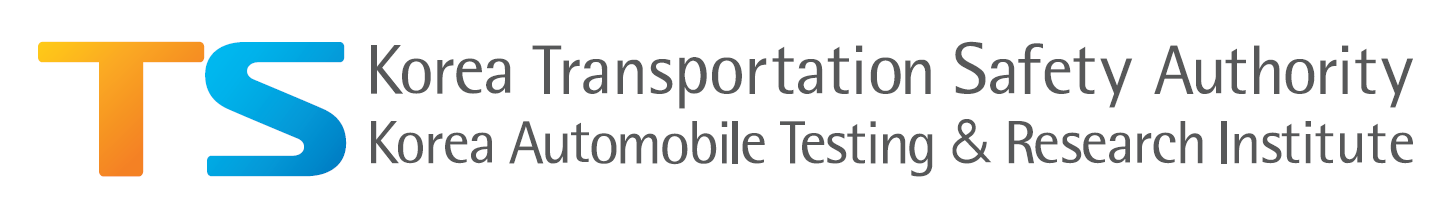 TS Korea Transportation Safety Authority
Korea Automobile Testing & Research Institute